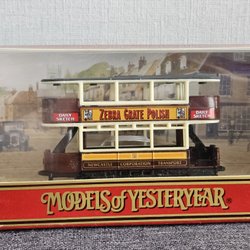 ZEBRA GRATE POLISH
DAILY SKETCH
DAILY SKETCH
NEWCASTLE CORPORATION TRANSPORT
MODELS OF YESTERYEAR®